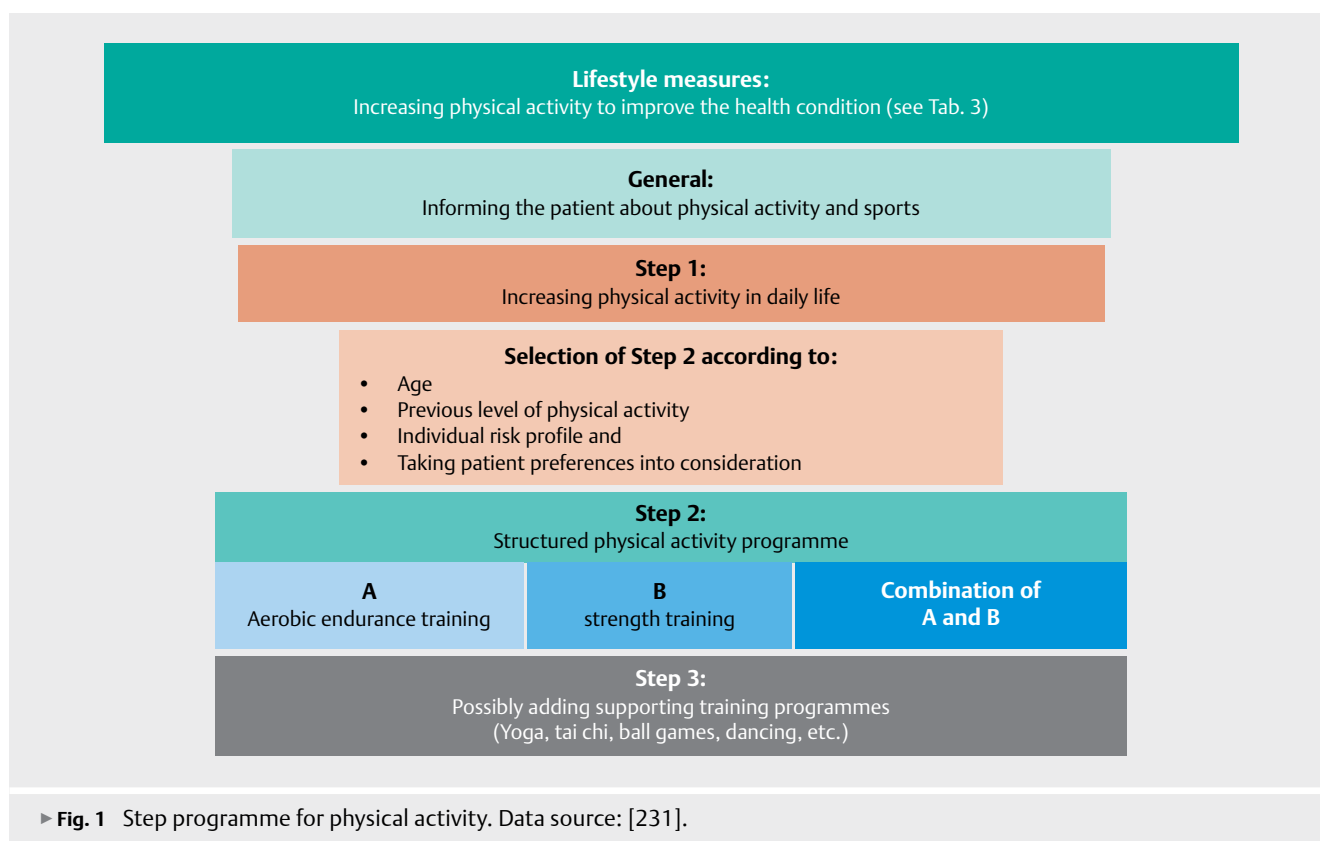 Lifestyle measures:
Increasing physical activity to improve the health condition (see Tab. 3)
General:
Informing the patient about physical activity and sports
Step 1:
Increasing physical activity in daily life
Selection of Step 2 according to:
• Age
• Previous level of physical activity
• Individual risk profile and
• Taking patient preferences into consideration
Step 2:
Structured physical activity programme
A
Aerobic endurance training
B
strength training
Combination of
A and B
Step 3:
Possibly adding supporting training programmes
(Yoga, tai chi, ball games, dancing, etc.)
▸ Fig. 1 Step programme for physical activity. Data source: [231].